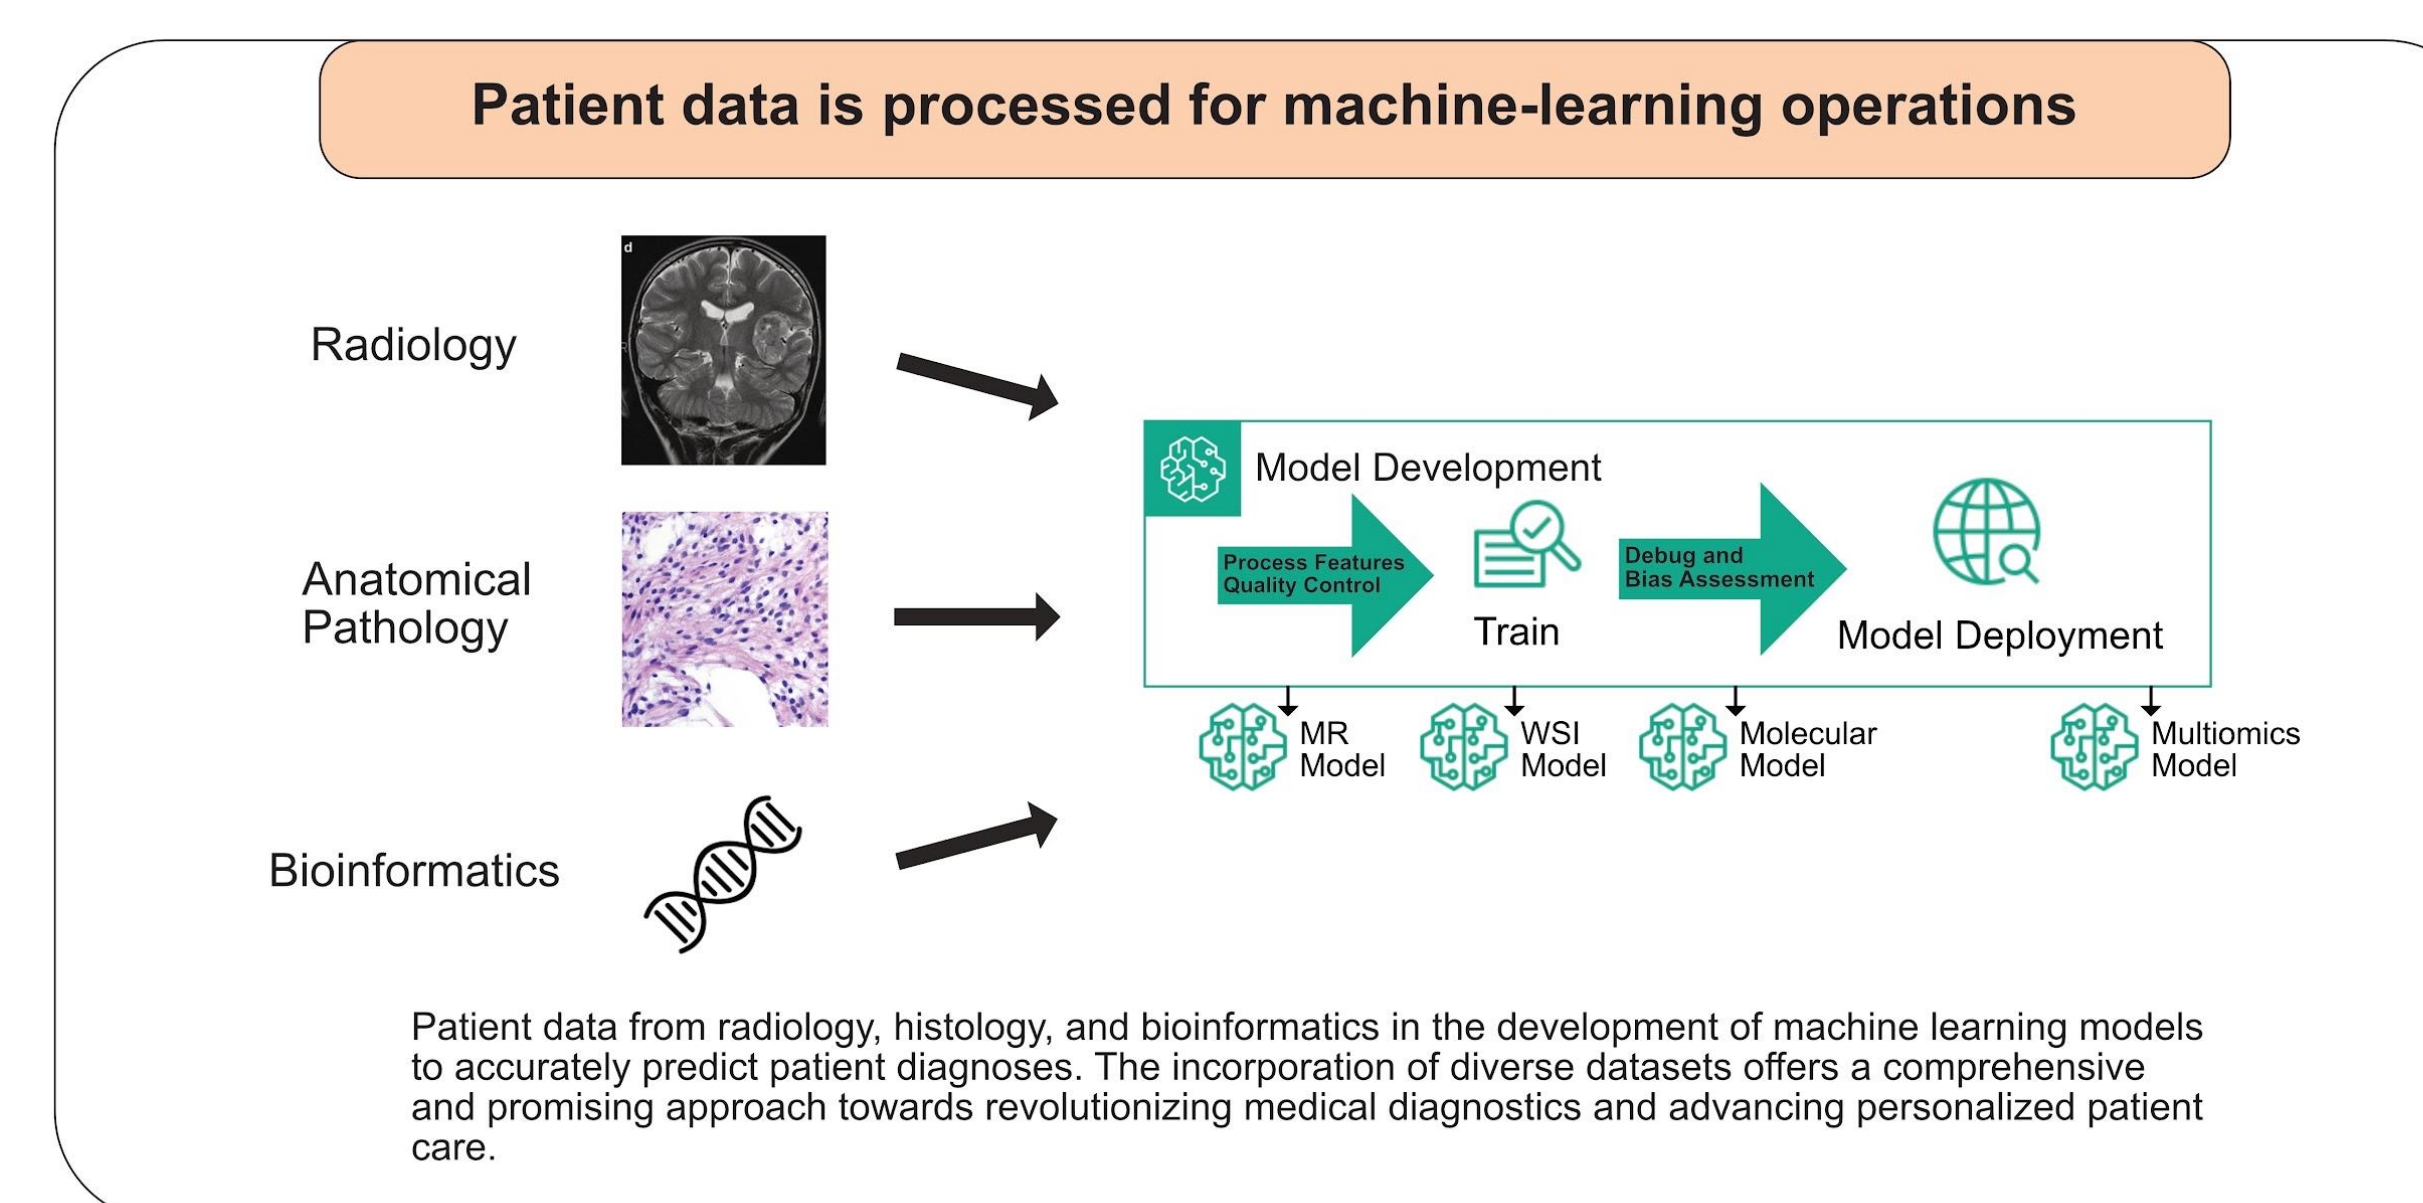 Patient data is processed for machine-learning operations
d
Radiology
R
Anatomical
Pathology
Bioinformatics
Model Development
Process Features
Quality Control
Train
Debug and
Bias Assessment
Model Deployment
MR
Model
WSI
Model
Molecular
Model
Multiomics
Model
Patient data from radiology, histology, and bioinformatics in the development of machine learning models
to accurately predict patient diagnoses. The incorporation of diverse datasets offers a comprehensive
and promising approach towards revolutionizing medical diagnostics and advancing personalized patient
care.